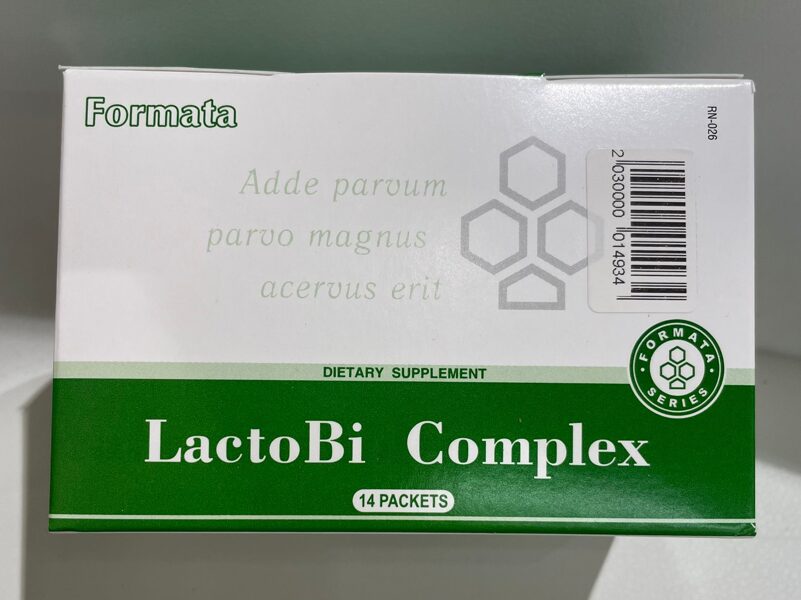 Formata
RN-026
Adde parvum
parvo magnus
acervus erit
2 030000 014934
FORMATA SERIES
DIETARY SUPPLEMENT
LactoBi Complex
14 PACKETS